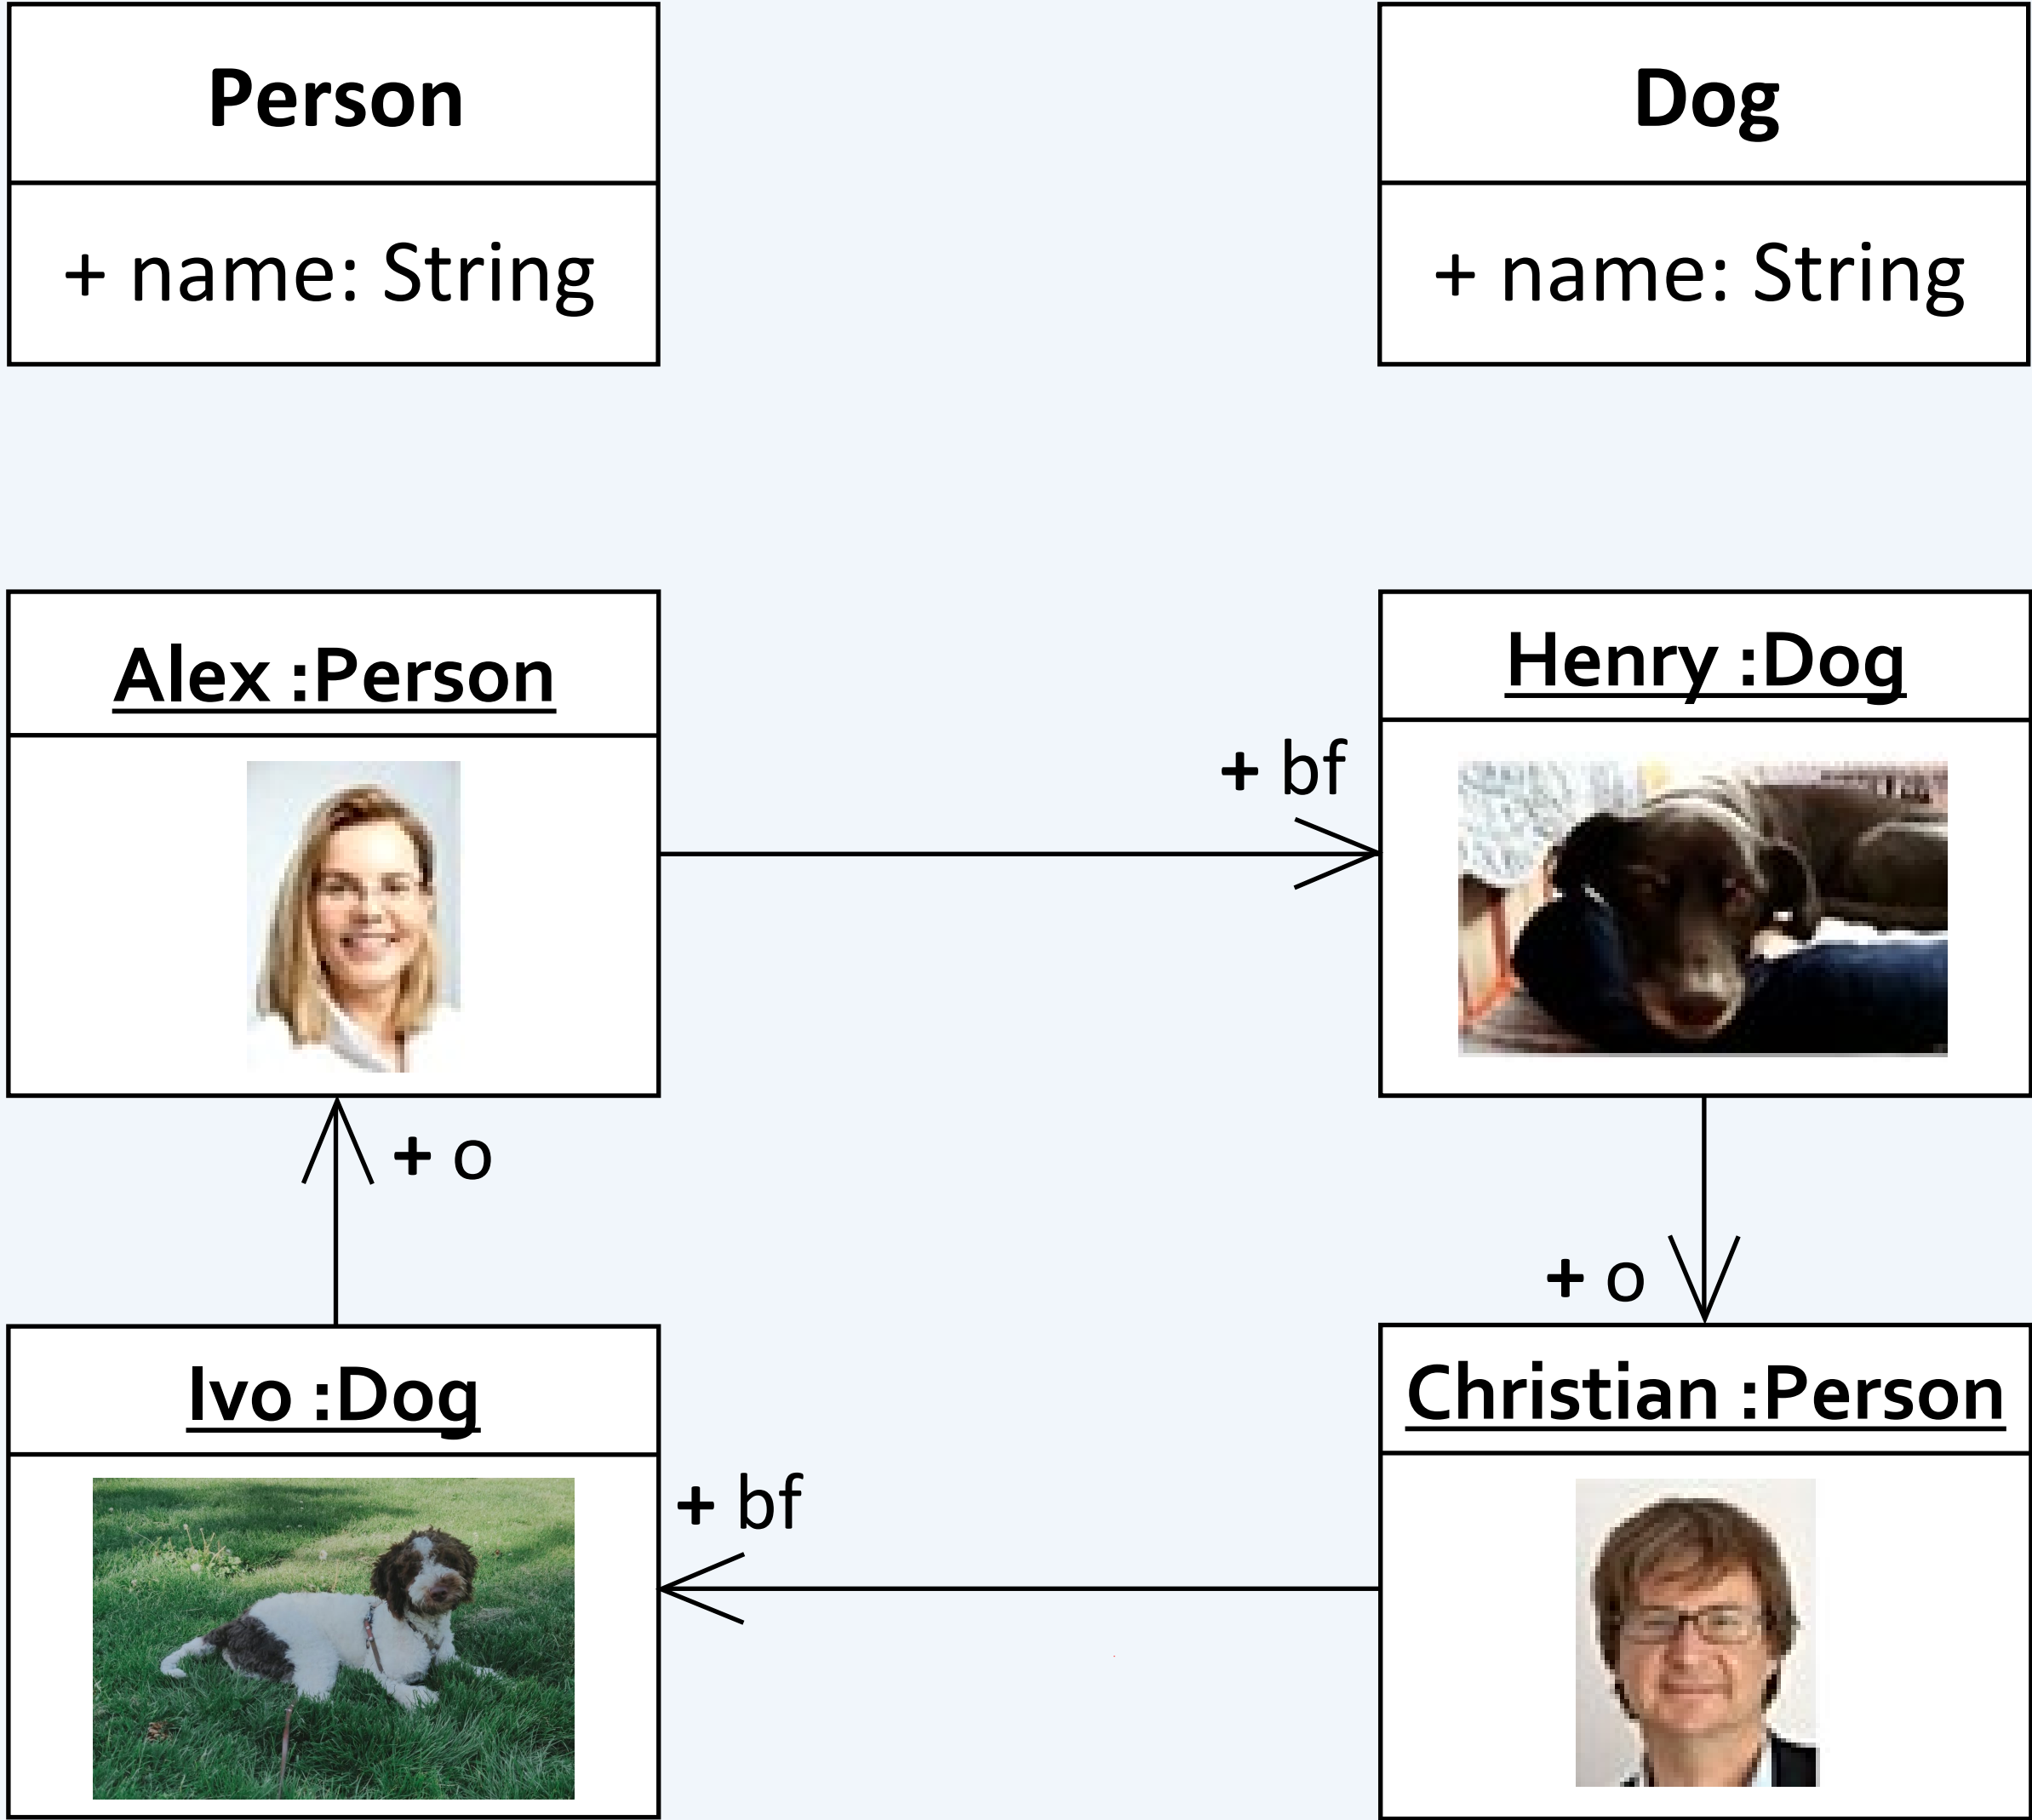 Person
Dog
+ name: String
+ name: String
Alex :Person
Henry :Dog
+ bf
+ o
+ o
Ivo :Dog
Christian :Person
+ bf